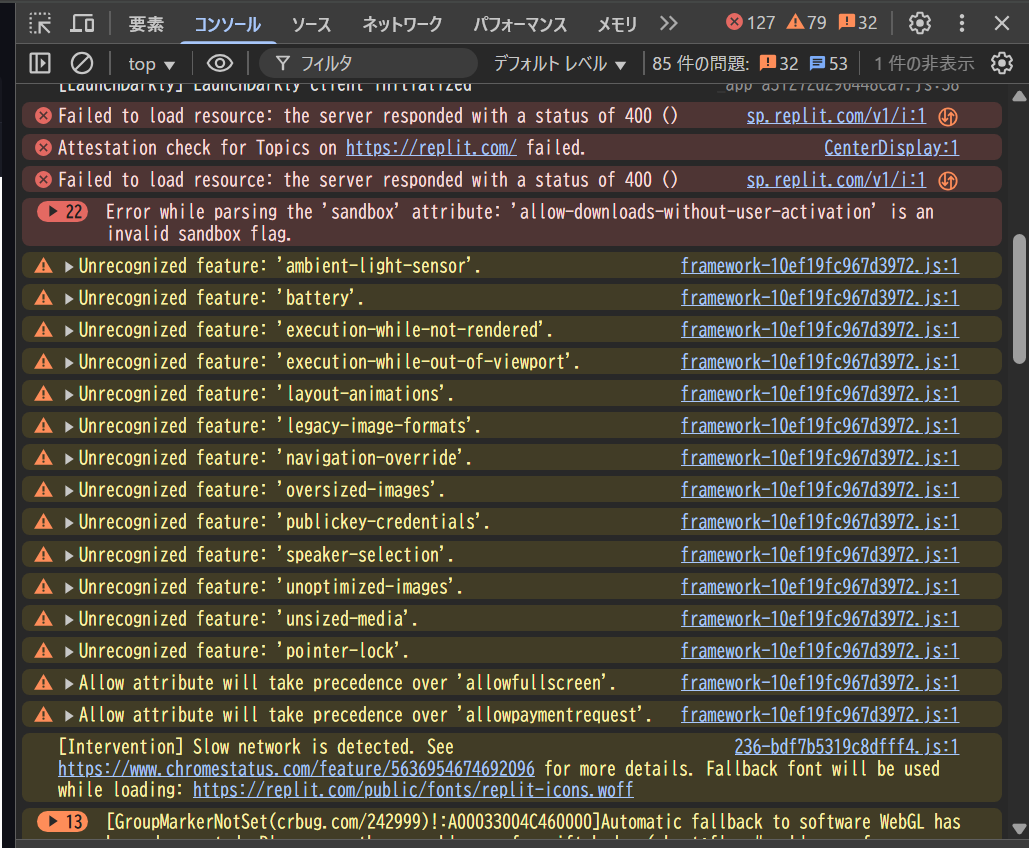 要素 コンソール ソース ネットワーク パフォーマンス メモリ 127 79 32
top フィルタ デフォルト レベル 85 件の問題: 32 53 1 件の非表示
[LaunchDarkly] LaunchDarkly client initialized
Failed to load resource: the server responded with a status of 400 () sp.replit.com/v1/i:1
Attestation check for Topics on https://replit.com/ failed. CenterDisplay:1
Failed to load resource: the server responded with a status of 400 () sp.replit.com/v1/i:1
22 Error while parsing the 'sandbox' attribute: 'allow-downloads-without-user-activation' is an
invalid sandbox flag.
Unrecognized feature: 'ambient-light-sensor'. framework-10ef19fc967d3972.js:1
Unrecognized feature: 'battery'. framework-10ef19fc967d3972.js:1
Unrecognized feature: 'execution-while-not-rendered'. framework-10ef19fc967d3972.js:1
Unrecognized feature: 'execution-while-out-of-viewport'. framework-10ef19fc967d3972.js:1
Unrecognized feature: 'layout-animations'. framework-10ef19fc967d3972.js:1
Unrecognized feature: 'legacy-image-formats'. framework-10ef19fc967d3972.js:1
Unrecognized feature: 'navigation-override'. framework-10ef19fc967d3972.js:1
Unrecognized feature: 'oversized-images'. framework-10ef19fc967d3972.js:1
Unrecognized feature: 'publickey-credentials'. framework-10ef19fc967d3972.js:1
Unrecognized feature: 'speaker-selection'. framework-10ef19fc967d3972.js:1
Unrecognized feature: 'unoptimized-images'. framework-10ef19fc967d3972.js:1
Unrecognized feature: 'unsized-media'. framework-10ef19fc967d3972.js:1
Unrecognized feature: 'pointer-lock'. framework-10ef19fc967d3972.js:1
Allow attribute will take precedence over 'allowfullscreen'. framework-10ef19fc967d3972.js:1
Allow attribute will take precedence over 'allowpaymentrequest'. framework-10ef19fc967d3972.js:1
[Intervention] Slow network is detected. See 236-bdf7b5319c8dfff4.js:1
https://www.chromestatus.com/feature/5636954674692096 for more details. Fallback font will be used
while loading: https://replit.com/public/fonts/replit-icons.woff
13 [GroupMarkerNotSet(crbug.com/242999)!:A00033004C460000]Automatic fallback to software WebGL has